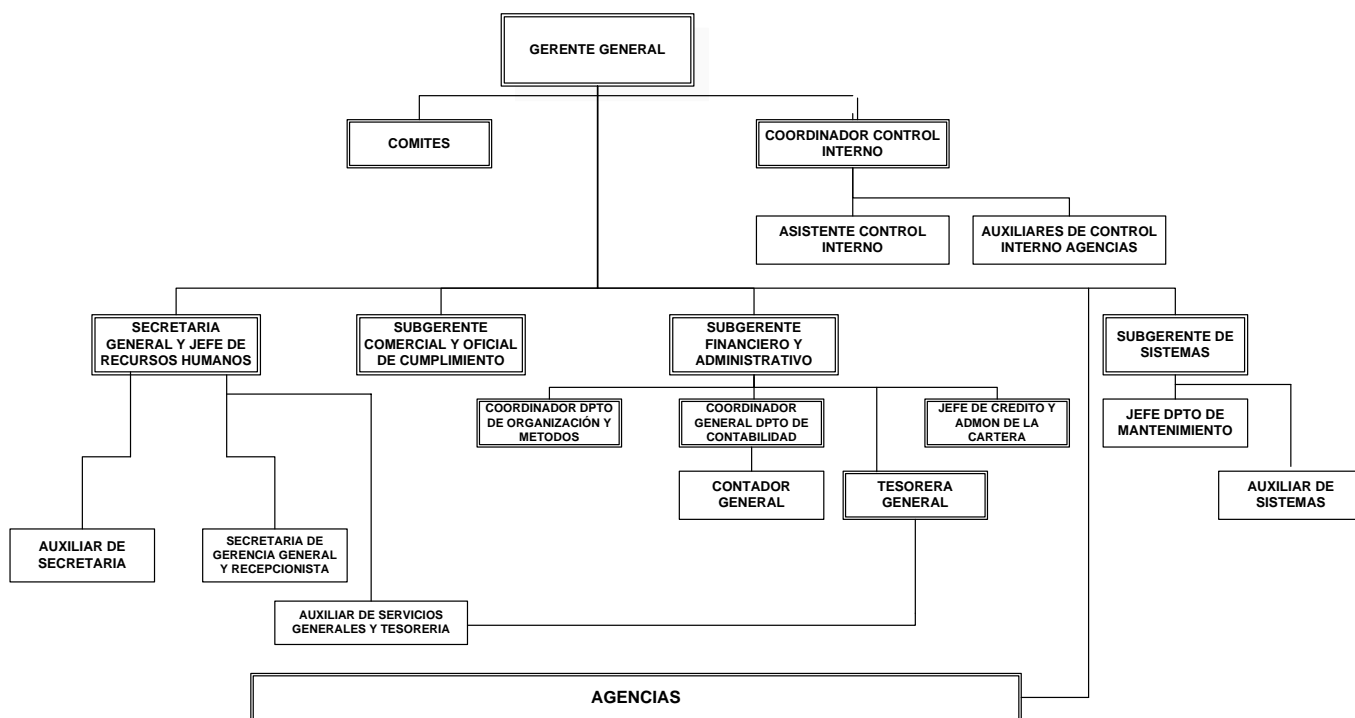 GERENTE GENERAL
COMITES
COORDINADOR CONTROL
INTERNO
ASISTENTE CONTROL
INTERNO
AUXILIARES DE CONTROL
INTERNO AGENCIAS
SECRETARIA
GENERAL Y JEFE DE
RECURSOS HUMANOS
SUBGERENTE
COMERCIAL Y OFICIAL
DE CUMPLIMIENTO
SUBGERENTE
FINANCIERO Y
ADMINISTRATIVO
SUBGERENTE DE
SISTEMAS
COORDINADOR DPTO
DE ORGANIZACIÓN Y
METODOS
COORDINADOR
GENERAL DPTO DE
CONTABILIDAD
JEFE DE CREDITO Y
ADMON DE LA
CARTERA
JEFE DPTO DE
MANTENIMIENTO
CONTADOR
GENERAL
TESORERA
GENERAL
AUXILIAR DE
SISTEMAS
AUXILIAR DE
SECRETARIA
SECRETARIA DE
GERENCIA GENERAL
Y RECEPCIONISTA
AUXILIAR DE SERVICIOS
GENERALES Y TESORERIA
AGENCIAS